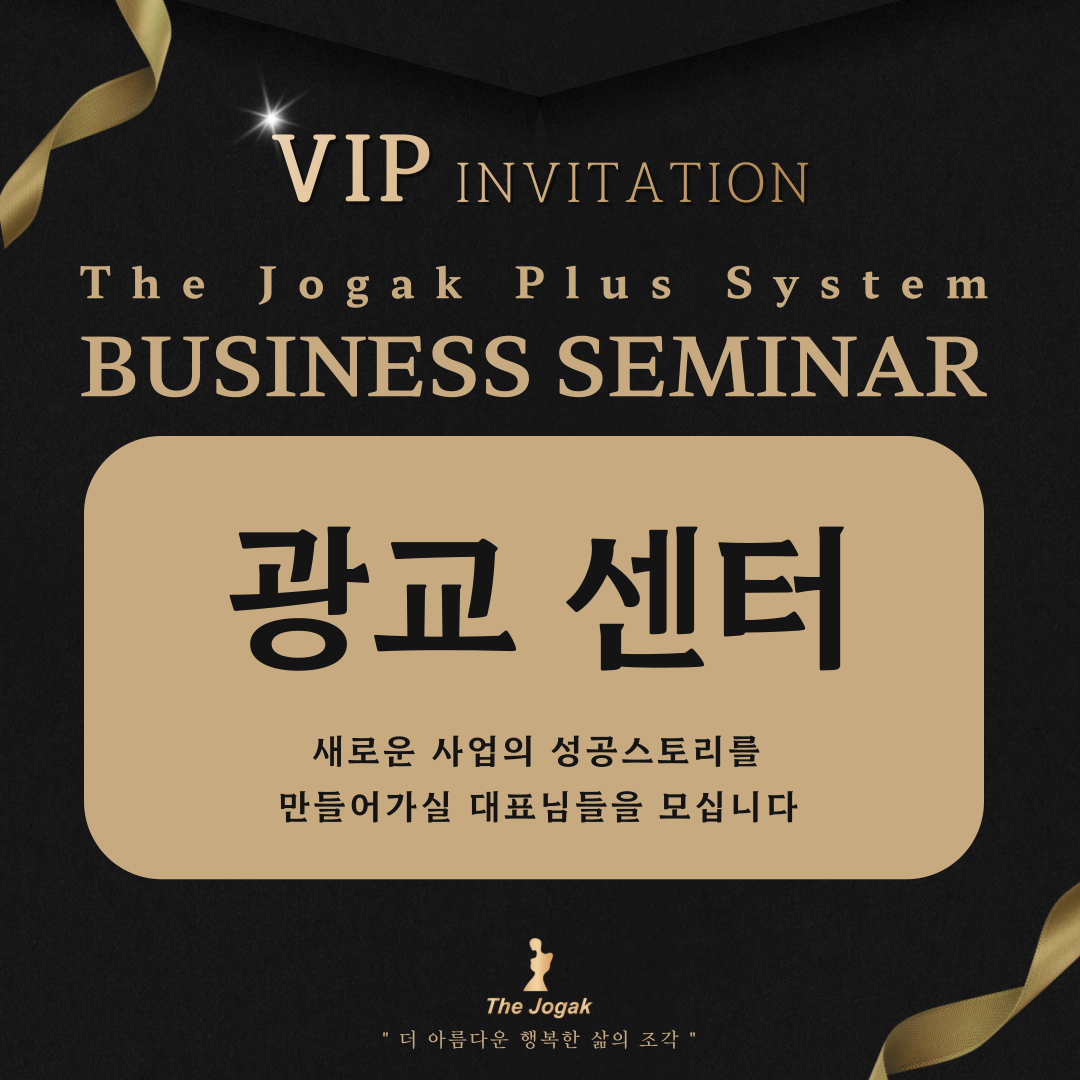 VIP INVITATION
The Jogak Plus System
BUSINESS SEMINAR
광교 센터
새로운 사업의 성공스토리를
만들어가실 대표님들을 모십니다
The Jogak
" 더 아름다운 행복한 삶의 조각 "